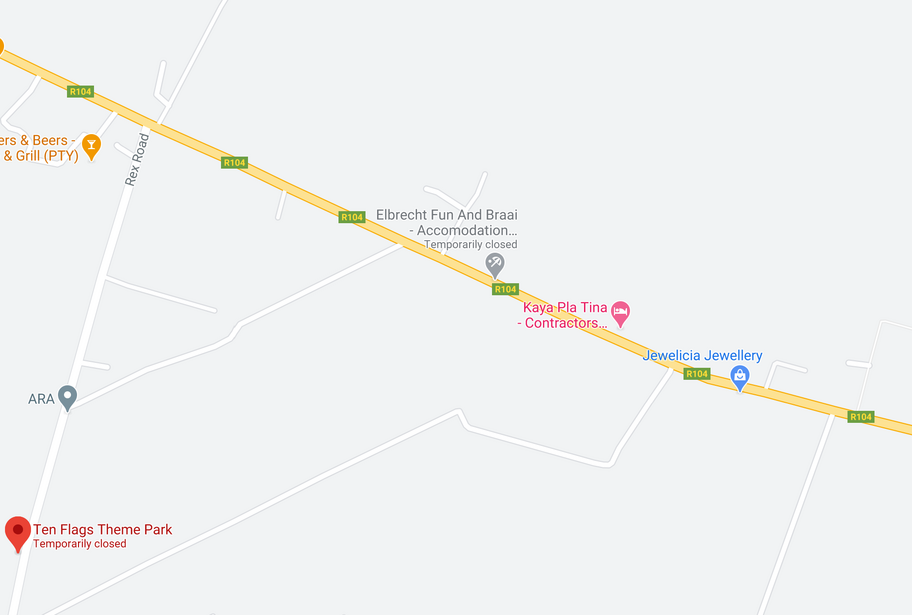 R104
ers & Beers -
& Grill (PTY)
Rex Road
R104
R104
Elbrecht Fun And Braai
- Accomodation...
Temporarily closed
R104
Kaya Pla Tina
- Contractors...
Jewelicia Jewellery
R104
ARA
R104
Ten Flags Theme Park
Temporarily closed